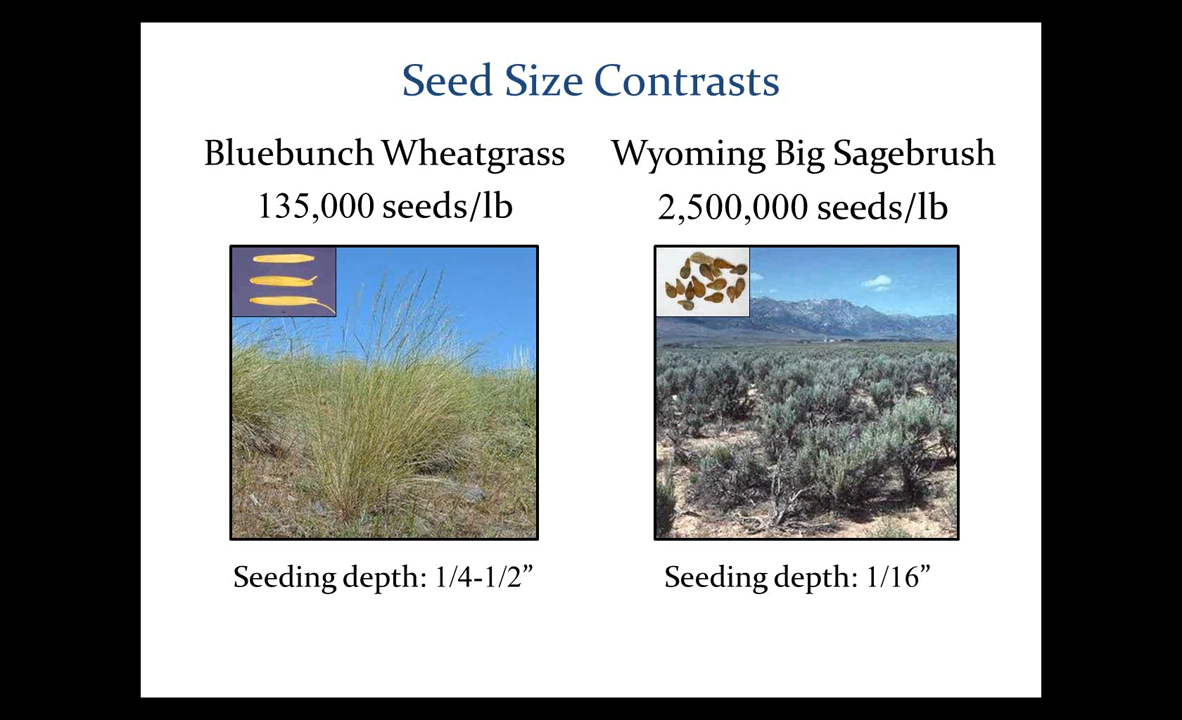 Seed Size Contrasts
Bluebunch Wheatgrass
135,000 seeds/lb
Seeding depth: 1/4-1/2”
Wyoming Big Sagebrush
2,500,000 seeds/lb
Seeding depth: 1/16”